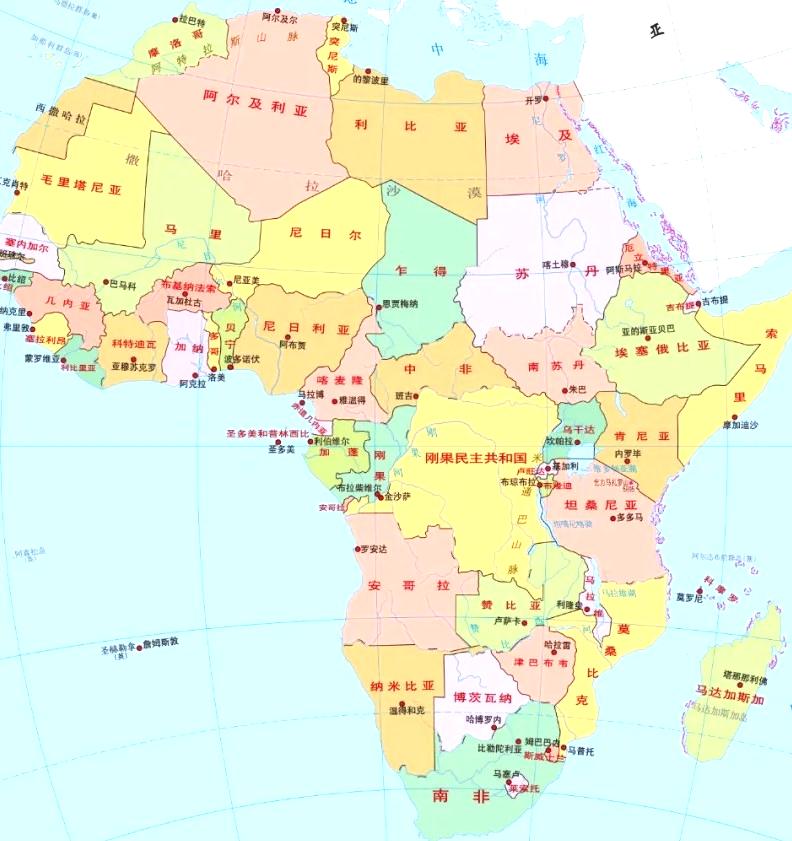 拉巴特
阿尔及尔
突尼斯
亚
摩洛哥
阿特拉斯山脉
突尼斯
的黎波里
中
海
阿尔及利亚
利比亚
开罗
埃及
尼
罗
河
红
海
西撒哈拉
撒哈拉沙漠
毛里塔尼亚
克肖特
马里
尼日尔
乍得
苏丹
喀土穆
厄立特里亚
阿斯马拉
塞内加尔
班珠尔
比绍
巴马科
布基纳法索
瓦加杜古
尼亚美
恩贾梅纳
吉布提
吉布提
几内亚
纳克里
弗里敦
塞拉利昂
蒙罗维亚
利比里亚
科特迪瓦
亚穆苏克罗
加纳
阿克拉
多哥
洛美
贝宁
波多诺伏
尼日利亚
阿布贾
亚的斯亚贝巴
埃塞俄比亚
索马里
摩加迪沙
喀麦隆
雅温得
马拉博
赤道几内亚
中非
班吉
南苏丹
朱巴
圣多美和普林西比
圣多美
利伯维尔
加蓬
刚果
布拉柴维尔
金沙萨
刚
果
河
刚果民主共和国
乌干达
坎帕拉
肯尼亚
内罗毕
卢旺达
基加利
布琼布拉
布隆迪
米通巴山脉
坦桑尼亚
多多马
安哥拉
罗安达
安哥拉
赞比亚
卢萨卡
利隆圭
马拉维
莫桑比克
科摩罗
莫罗尼
圣赫勒拿
(英)
詹姆斯敦
哈拉雷
津巴布韦
塔那那利佛
马达加斯加
马达加斯加岛
纳米比亚
温得和克
博茨瓦纳
哈博罗内
比勒陀利亚
姆巴巴内
斯威士兰
马普托
马塞卢
莱索托
南非